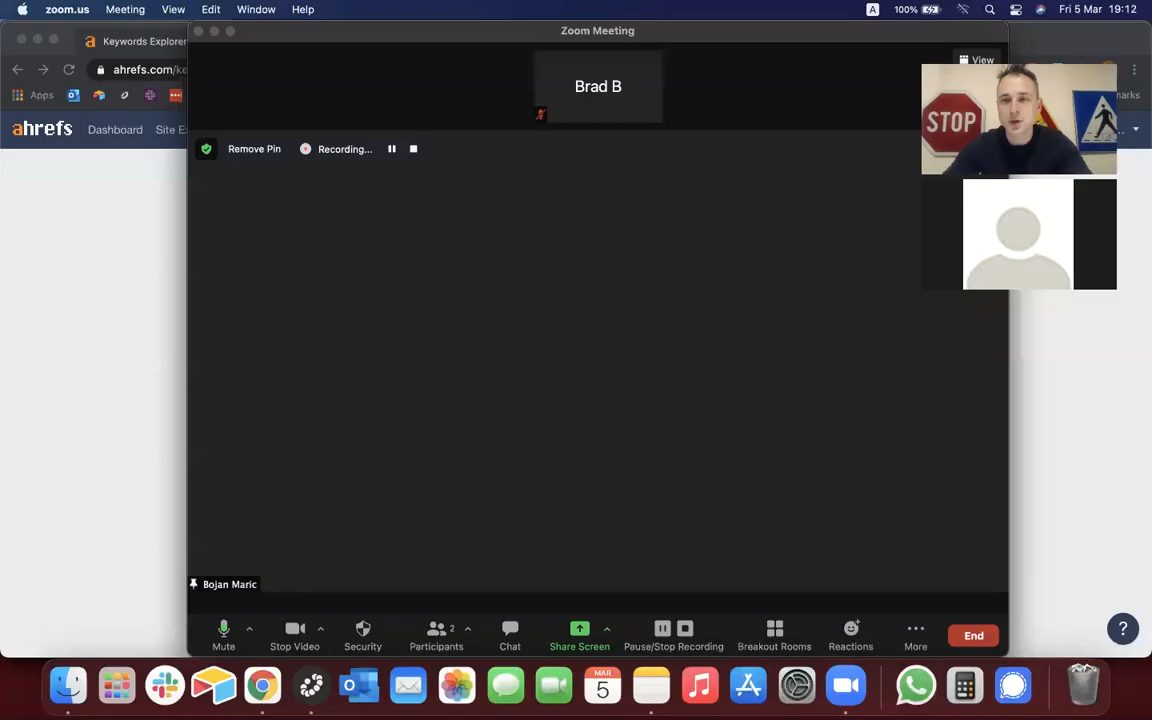 zoom.us Meeting View Edit Window Help
A 100% Fri 5 Mar 19:12
Keywords Explorer
Zoom Meeting
ahrefs.com/ke
View
Brad B
Apps
marks
ahrefs Dashboard Site E
STOP
Remove Pin Recording...
Bojan Maric
2
Mute Stop Video Security Participants Chat Share Screen Pause/Stop Recording Breakout Rooms Reactions More End
?
MAR
5